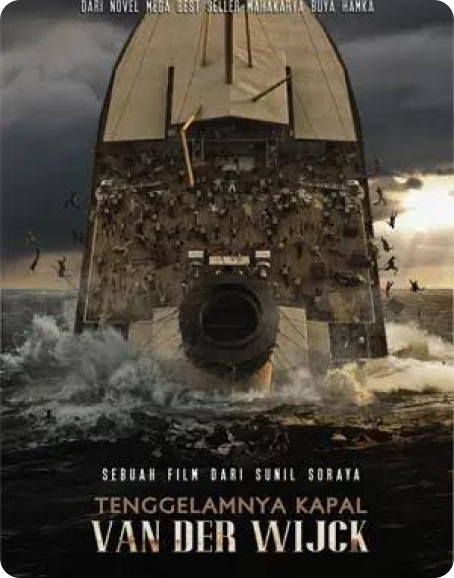 DARI NOVEL MEGA BEST SELLER MAHAKARYA BUYA HAMKA
SEBUAH FILM DARI SUNIL SORAYA
TENGGELAMNYA KAPAL
VAN DER WIJCK